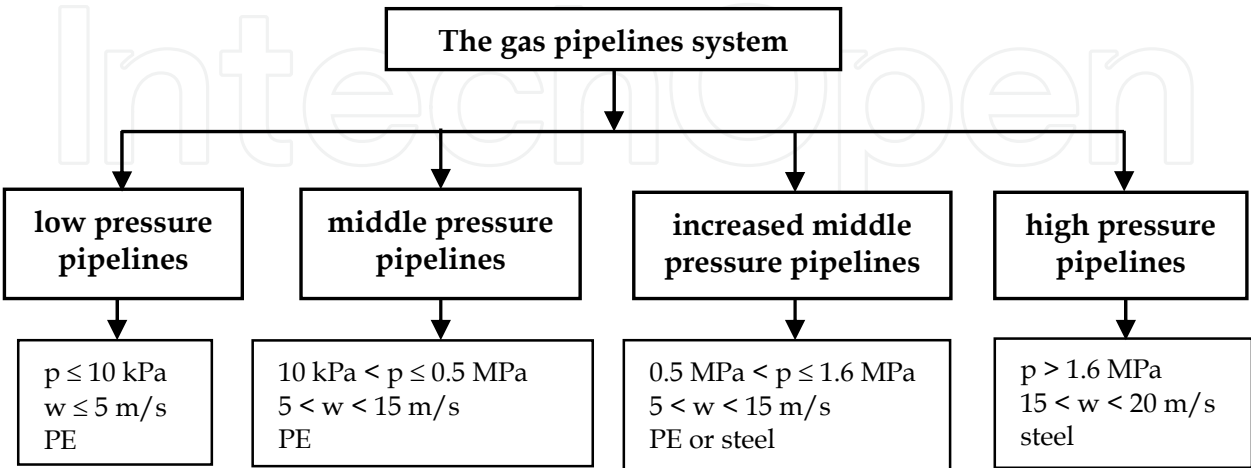 IntechOpen
The gas pipelines system
low pressure
pipelines
middle pressure
pipelines
increased middle
pressure pipelines
high pressure
pipelines
p ≤ 10 kPa
w ≤ 5 m/s
PE
10 kPa < p ≤ 0.5 MPa
5 < w < 15 m/s
PE
0.5 MPa < p ≤ 1.6 MPa
5 < w < 15 m/s
PE or steel
p > 1.6 MPa
15 < w < 20 m/s
steel